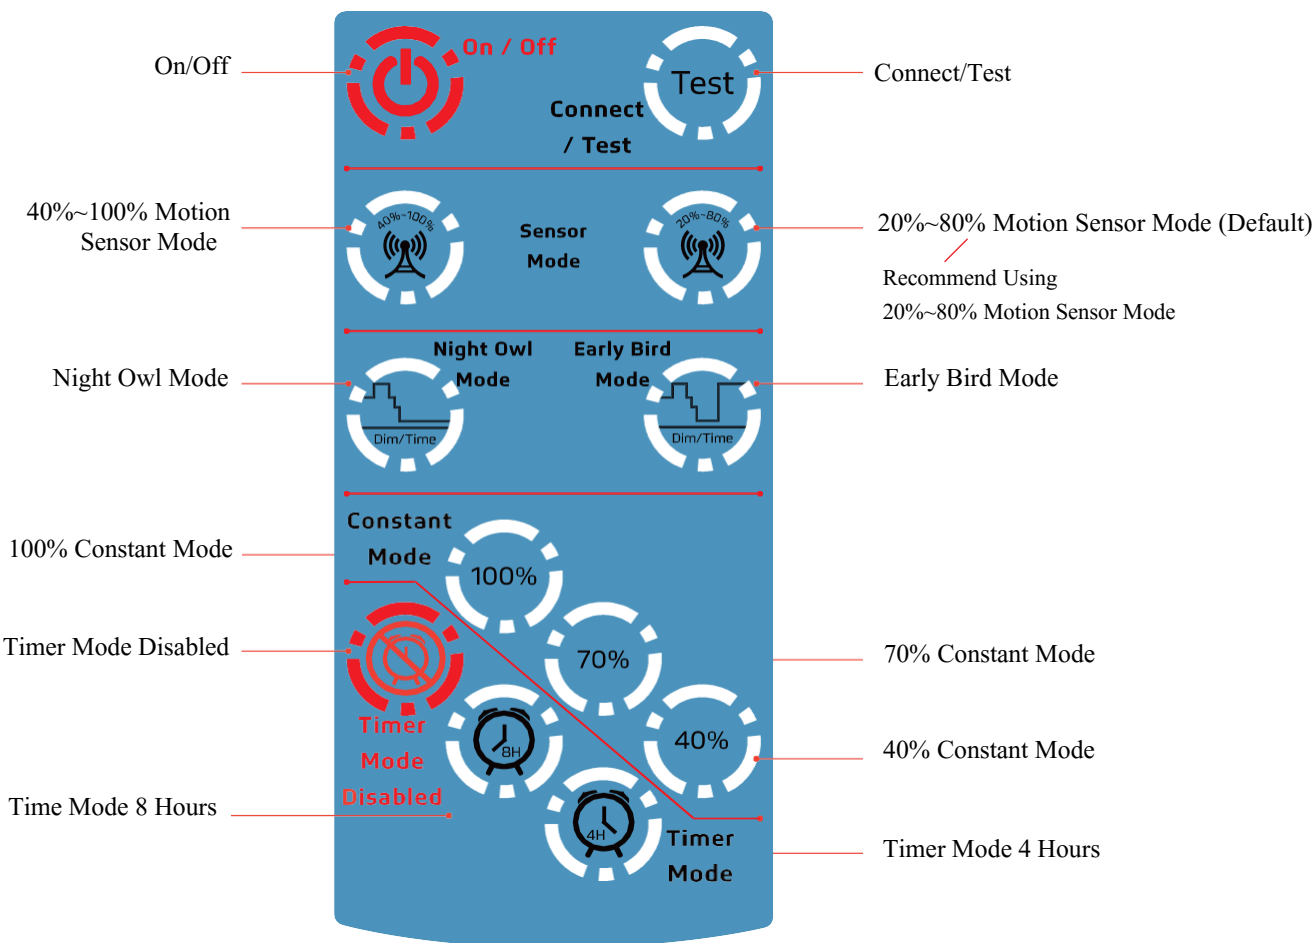 On/Off
On / Off
Test
Connect
/ Test
Connect/Test
40%~100% Motion
Sensor Mode
40%~100%
Sensor
Mode
20%~80%
20%~80% Motion Sensor Mode (Default)
Recommend Using
20%~80% Motion Sensor Mode
Night Owl Mode
Night Owl
Mode
Dim/Time
Early Bird
Mode
Dim/Time
Early Bird Mode
100% Constant Mode
Constant
Mode
100%
Timer Mode Disabled
Timer
Mode
Disabled
70%
70% Constant Mode
8H
40%
40% Constant Mode
Time Mode 8 Hours
4H
Timer
Mode
Timer Mode 4 Hours